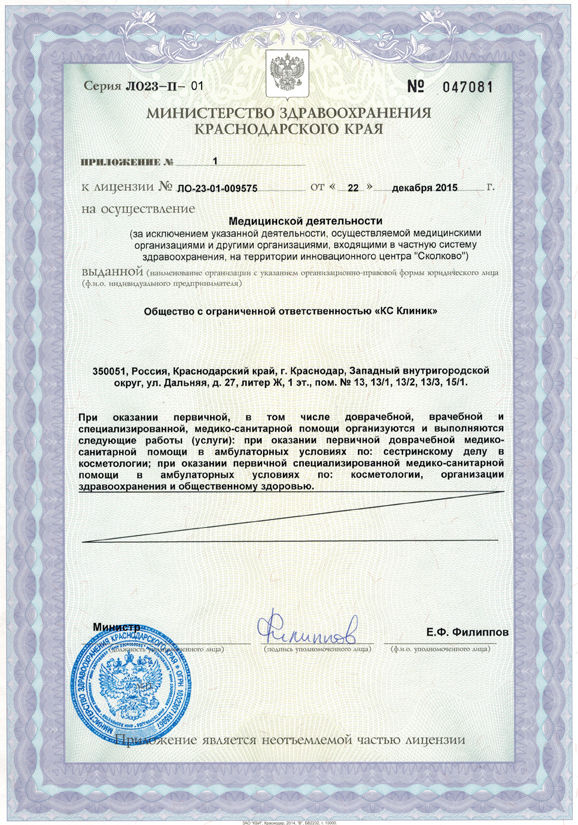 Серия ЛО23-П- 01
№ 047081
МИНИСТЕРСТВО ЗДРАВООХРАНЕНИЯ
КРАСНОДАРСКОГО КРАЯ
ПРИЛОЖЕНИЕ № 1
к лицензии № ЛО-23-01-009575 от « 22 » декабря 2015 г.
на осуществление
Медицинской деятельности
(за исключением указанной деятельности, осуществляемой медицинскими
организациями и другими организациями, входящими в частную систему
здравоохранения, на территории инновационного центра "Сколково")
выданной (наименование организации с указанием организационно-правовой формы юридического лица
(ф.и.о. индивидуального предпринимателя)
Общество с ограниченной ответственностью «КС Клиник»
350051, Россия, Краснодарский край, г. Краснодар, Западный внутригородской
округ, ул. Дальняя, д. 27, литер Ж, 1 эт., пом. № 13, 13/1, 13/2, 13/3, 15/1.
При оказании первичной, в том числе доврачебной, врачебной и
специализированной, медико-санитарной помощи организуются и выполняются
следующие работы (услуги): при оказании первичной доврачебной медико-
санитарной помощи в амбулаторных условиях по: сестринскому делу в
косметологии; при оказании первичной специализированной медико-санитарной
помощи в амбулаторных условиях по: косметологии, организации
здравоохранения и общественному здоровью.
Министр Филиппов Е.Ф. Филиппов
(должность уполномоченного лица) (подпись уполномоченного лица) (ф.и.о. уполномоченного лица)
МИНИСТЕРСТВО ЗДРАВООХРАНЕНИЯ КРАСНОДАРСКОГО КРАЯ
Приложение является неотъемлемой частью лицензии